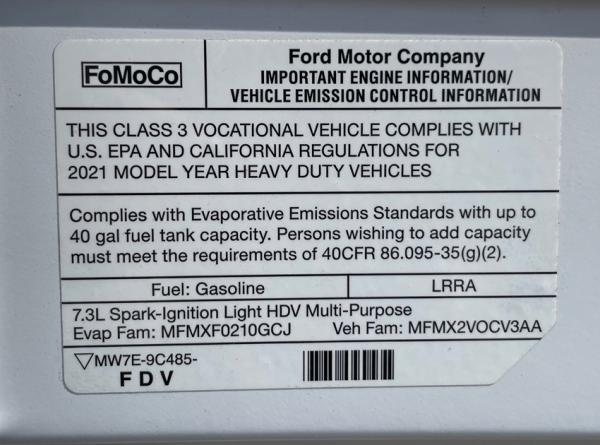 FoMoCo
Ford Motor Company
IMPORTANT ENGINE INFORMATION/
VEHICLE EMISSION CONTROL INFORMATION
THIS CLASS 3 VOCATIONAL VEHICLE COMPLIES WITH
U.S. EPA AND CALIFORNIA REGULATIONS FOR
2021 MODEL YEAR HEAVY DUTY VEHICLES
Complies with Evaporative Emissions Standards with up to
40 gal fuel tank capacity. Persons wishing to add capacity
must meet the requirements of 40CFR 86.095-35(g)(2).
Fuel: Gasoline LRRA
7.3L Spark-Ignition Light HDV Multi-Purpose
Evap Fam: MFMXF0210GCJ Veh Fam: MFMX2VOCV3AA
▽MW7E-9C485-
F D V